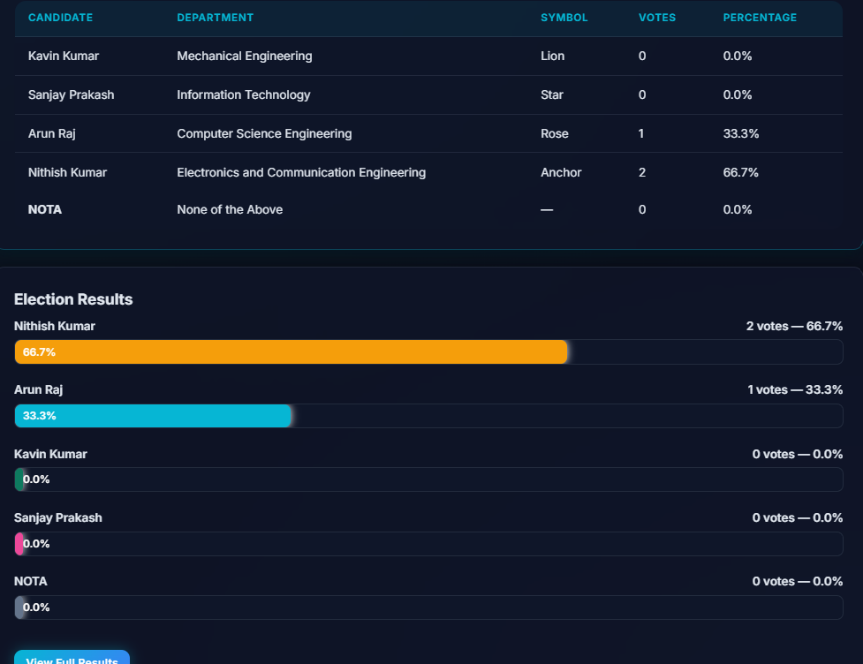 CANDIDATE DEPARTMENT SYMBOL VOTES PERCENTAGE
Kavin Kumar Mechanical Engineering Lion 0 0.0%
Sanjay Prakash Information Technology Star 0 0.0%
Arun Raj Computer Science Engineering Rose 1 33.3%
Nithish Kumar Electronics and Communication Engineering Anchor 2 66.7%
NOTA None of the Above — 0 0.0%
Election Results
Nithish Kumar 2 votes — 66.7%
66.7%
Arun Raj 1 votes — 33.3%
33.3%
Kavin Kumar 0 votes — 0.0%
0.0%
Sanjay Prakash 0 votes — 0.0%
0.0%
NOTA 0 votes — 0.0%
0.0%
View Full Results